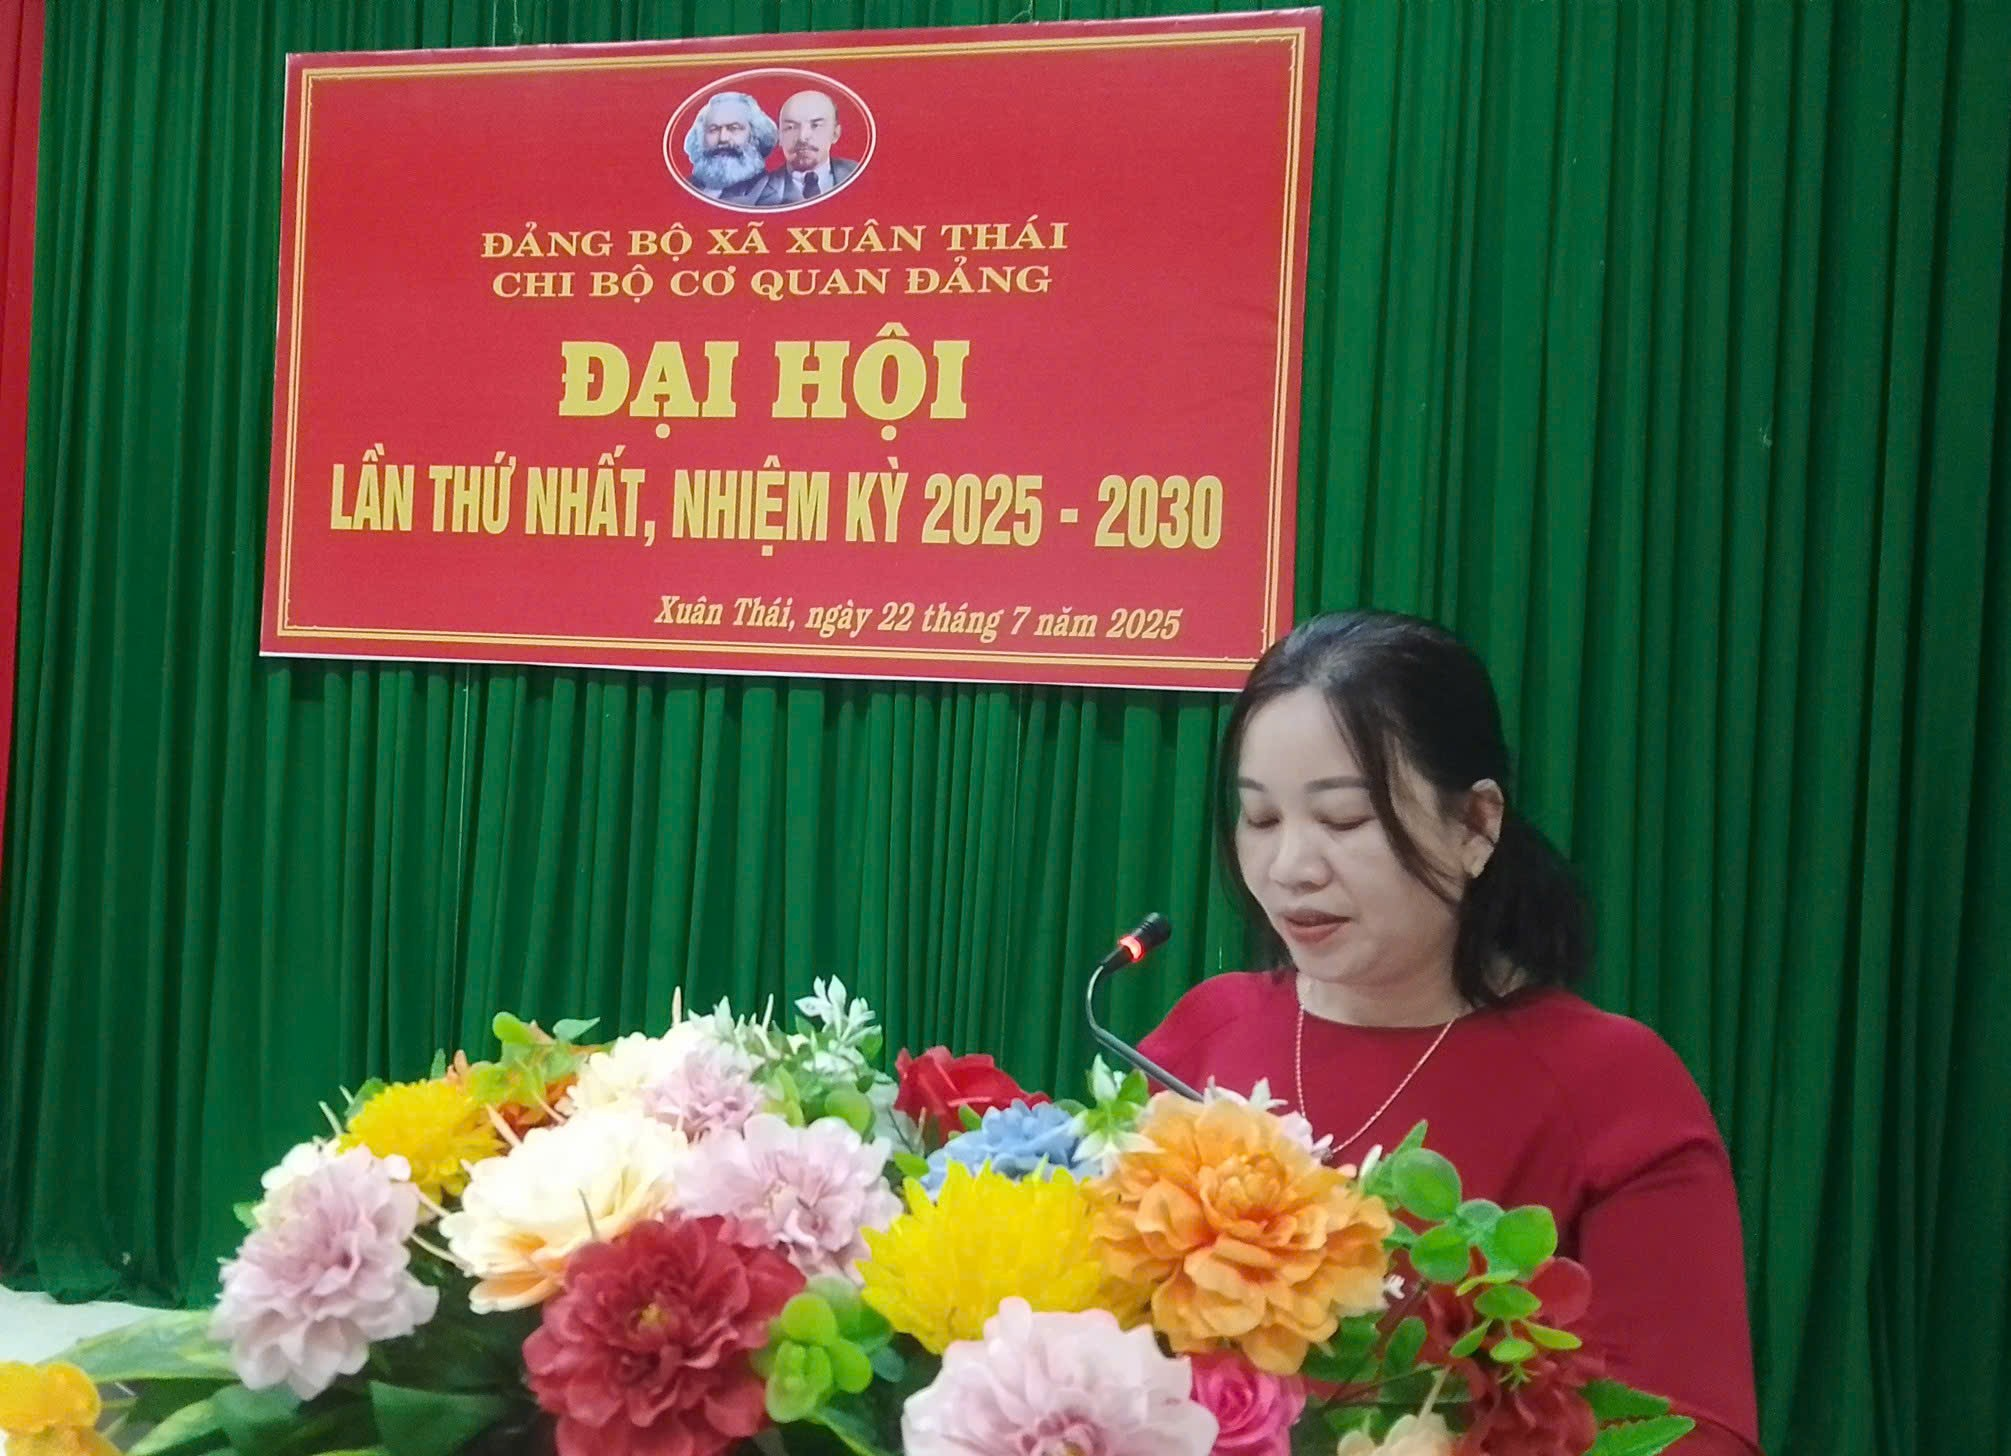 ĐẢNG BỘ XÃ XUÂN THÁI
CHI BỘ CƠ QUAN ĐẢNG
ĐẠI HỘI
LẦN THỨ NHẤT, NHIỆM KỲ 2025 - 2030
Xuân Thái, ngày 22 tháng 7 năm 2025